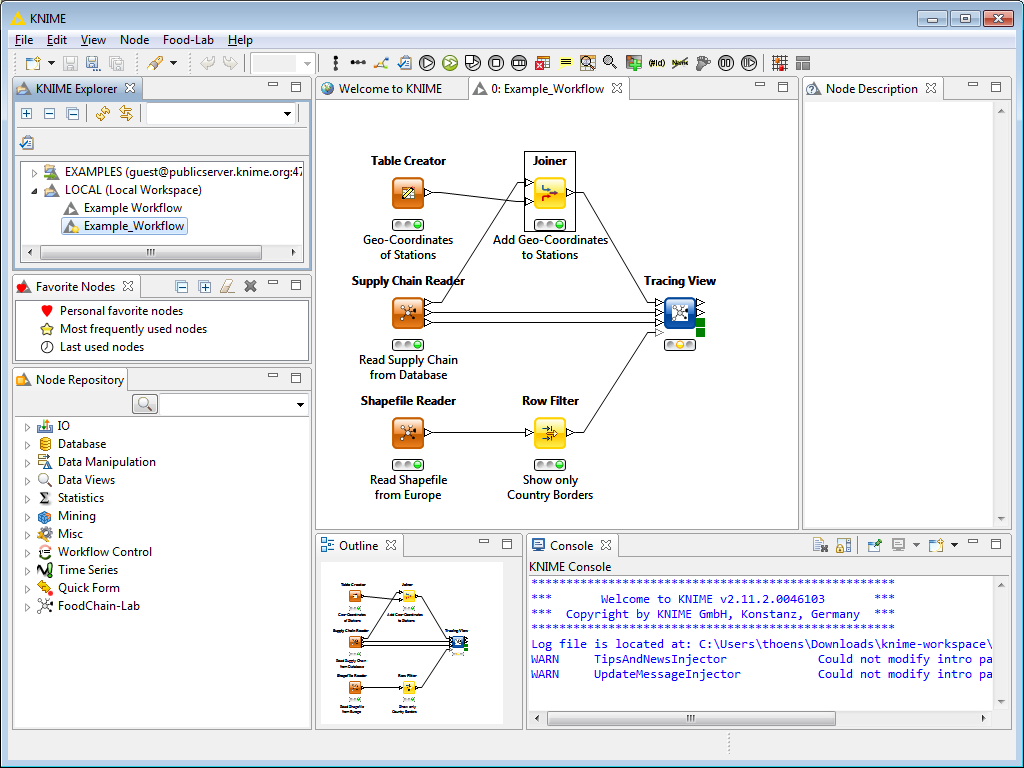 KNIME
File Edit View Node Food-Lab Help
KNIME Explorer
EXAMPLES (guest@publicserver.knime.org:47
LOCAL (Local Workspace)
Example Workflow
Example_Workflow
Favorite Nodes
Personal favorite nodes
Most frequently used nodes
Last used nodes
Node Repository
IO
Database
Data Manipulation
Data Views
Statistics
Mining
Misc
Workflow Control
Time Series
Quick Form
FoodChain-Lab
Welcome to KNIME
0: Example_Workflow
Table Creator
Geo-Coordinates
of Stations
Joiner
Add Geo-Coordinates
to Stations
Supply Chain Reader
Read Supply Chain
from Database
Tracing View
Shapefile Reader
Read Shapefile
from Europe
Row Filter
Show only
Country Borders
Node Description
Outline
Table Creator
Joiner
Geo-Coordinates
of Stations
Add Geo-Coordinates
to Stations
Supply Chain Reader
Tracing View
Read Supply Chain
from Database
Shapefile Reader
Row Filter
Read Shapefile
from Europe
Show only
Country Borders
Console
KNIME Console
****************************************************
*** Welcome to KNIME v2.11.2.0046103 ***
*** Copyright by KNIME GmbH, Konstanz, Germany ***
****************************************************
Log file is located at: C:\Users\thoens\Downloads\knime-workspace\
WARN TipsAndNewsInjector Could not modify intro pa
WARN UpdateMessageInjector Could not modify intro pa